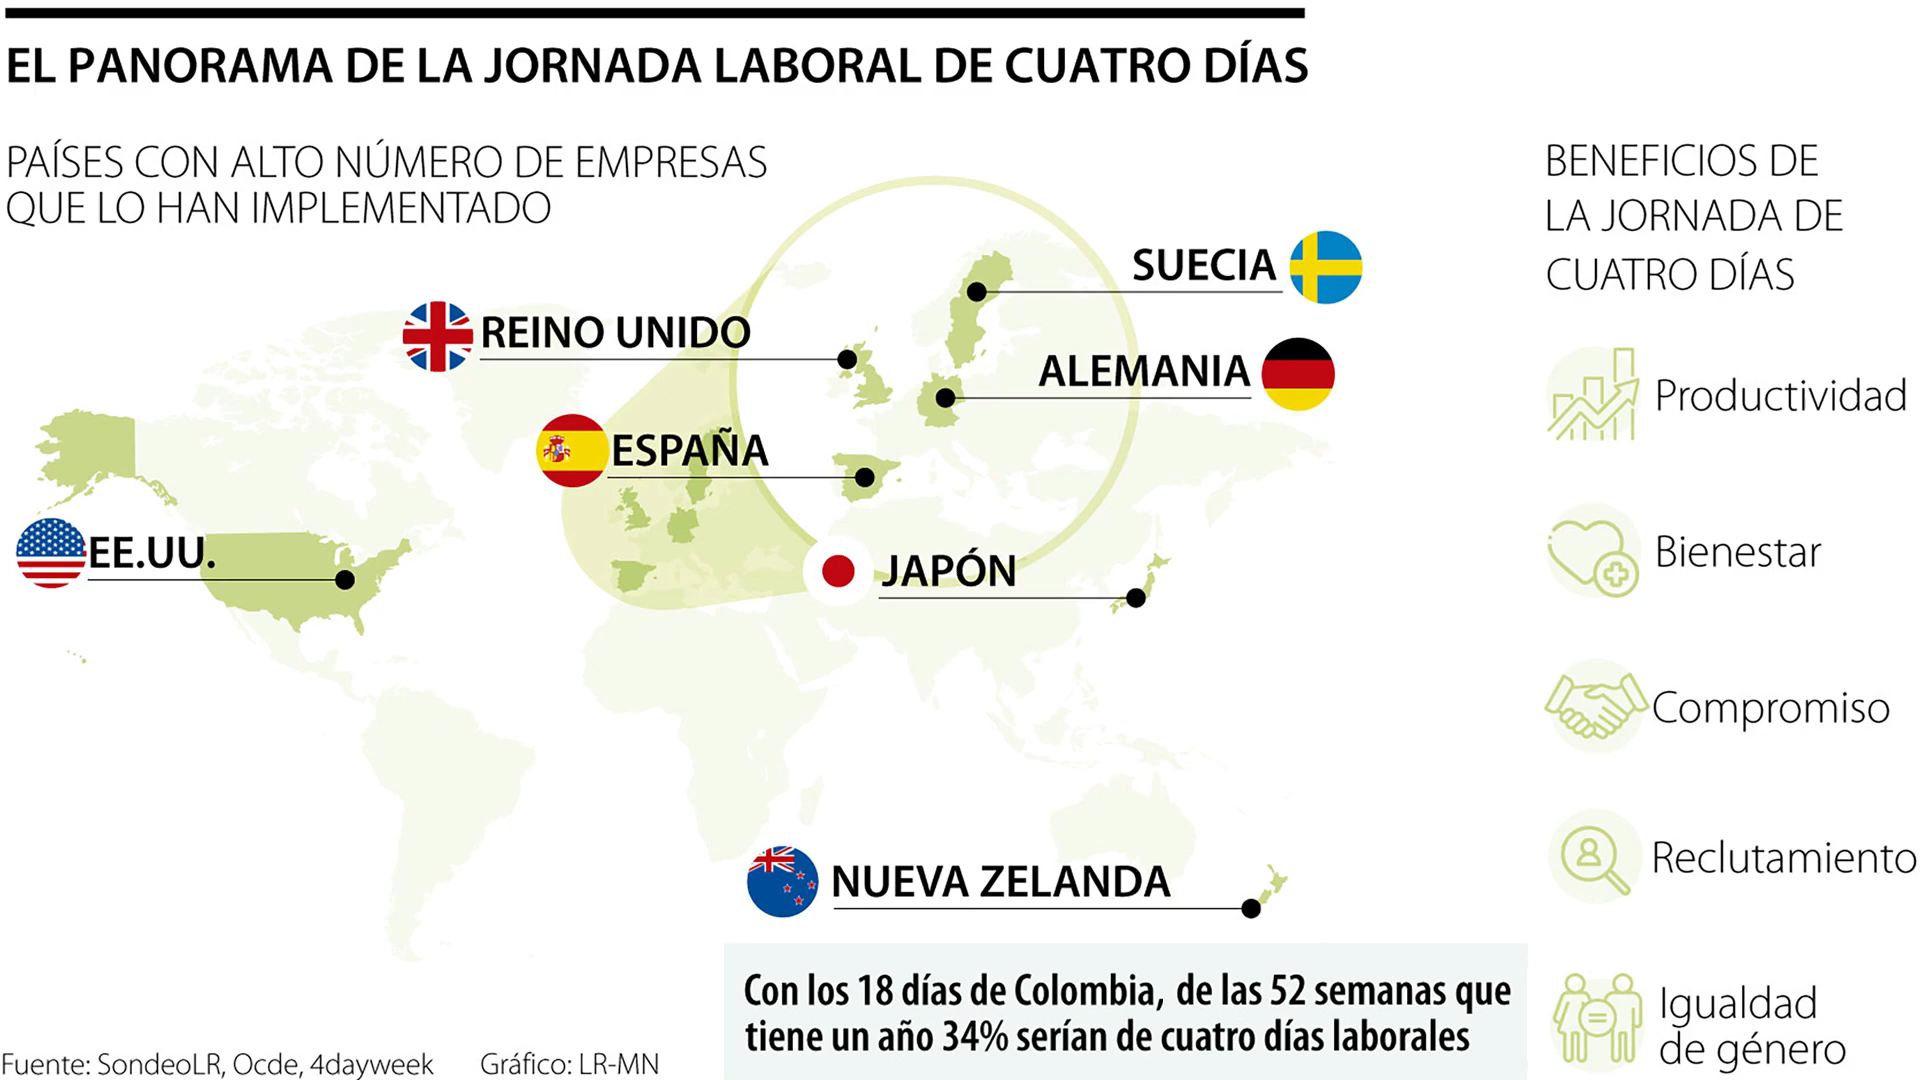 EL PANORAMA DE LA JORNADA LABORAL DE CUATRO DÍAS
PAÍSES CON ALTO NÚMERO DE EMPRESAS
QUE LO HAN IMPLEMENTADO
SUECIA
REINO UNIDO
ALEMANIA
ESPAÑA
EE.UU.
JAPÓN
NUEVA ZELANDA
Con los 18 días de Colombia, de las 52 semanas que
tiene un año 34% serían de cuatro días laborales
BENEFICIOS DE
LA JORNADA DE
CUATRO DÍAS
Productividad
Bienestar
Compromiso
Reclutamiento
Igualdad
de género
Fuente: SondeoLR, Ocde, 4dayweek
Gráfico: LR-MN